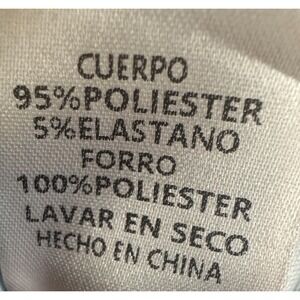 CUERPO
95%POLIESTER
5%ELASTANO
FORRO
100%POLIESTER
LAVAR EN SECO
HECHO EN CHINA